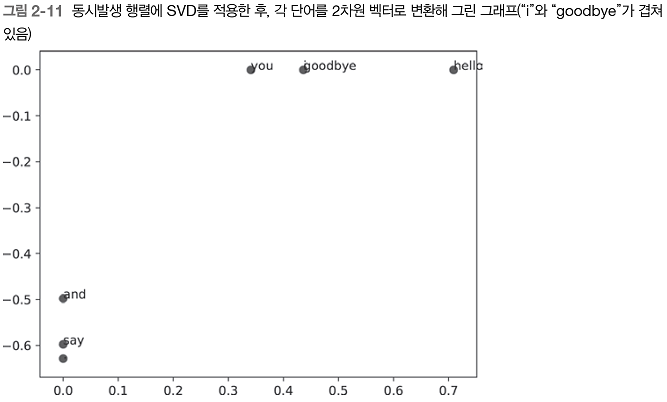 그림 2-11 동시발생 행렬에 SVD를 적용한 후, 각 단어를 2차원 벡터로 변환해 그린 그래프("i"와 "goodbye"가 겹쳐
있음)
0.0
you
goodbye
hello
−0.1
−0.2
−0.3
−0.4
−0.5
and
−0.6
say
0.0 0.1 0.2 0.3 0.4 0.5 0.6 0.7